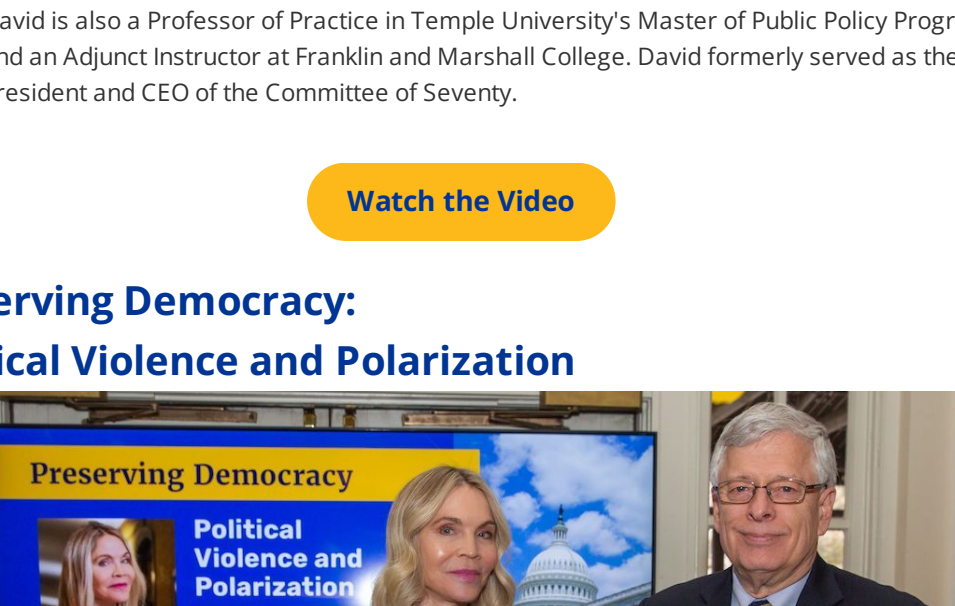 avid is also a Professor of Practice in Temple University's Master of Public Policy Progr
nd an Adjunct Instructor at Franklin and Marshall College. David formerly served as the
resident and CEO of the Committee of Seventy.
Watch the Video
erving Democracy:
ical Violence and Polarization
Preserving Democracy
Political
Violence and
Polarization